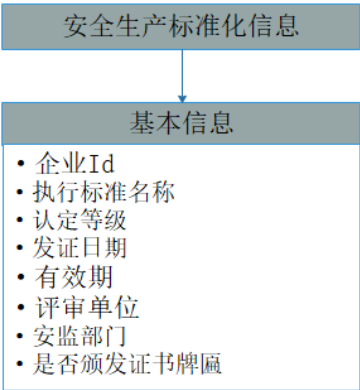 安全生产标准化信息
基本信息
• 企业Id
• 执行标准名称
• 认定等级
• 发证日期
• 有效期
• 评审单位
• 安监部门
• 是否颁发证书牌匾